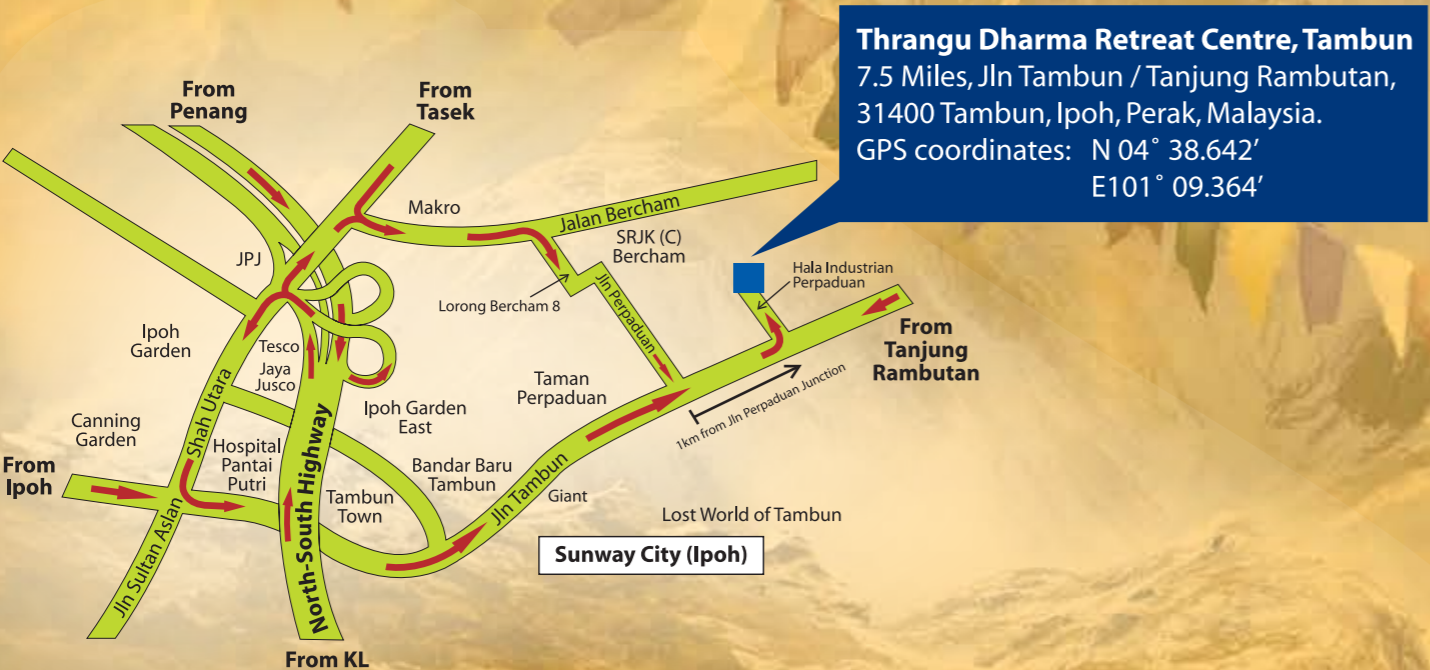 Thrangu Dharma Retreat Centre, Tambun
7.5 Miles, Jln Tambun / Tanjung Rambutan,
31400 Tambun, Ipoh, Perak, Malaysia.
GPS coordinates: N 04° 38.642’
E101° 09.364’
From
Penang
From
Tasek
Makro
Jalan Bercham
SRJK (C)
Bercham
JPJ
Lorong Bercham 8
Jln Perpaduan
Hala Industrian
Perpaduan
Ipoh
Garden
Tesco
Jaya
Jusco
From
Tanjung
Rambutan
Taman
Perpaduan
1km from Jln Perpaduan Junction
Shah Utara
Ipoh Garden
East
Canning
Garden
Hospital
Pantai
Putri
North-South Highway
Bandar Baru
Tambun
From
Ipoh
Tambun
Town
Jln Tambun
Giant
Lost World of Tambun
Jln Sultan Aslan
Sunway City (Ipoh)
From KL